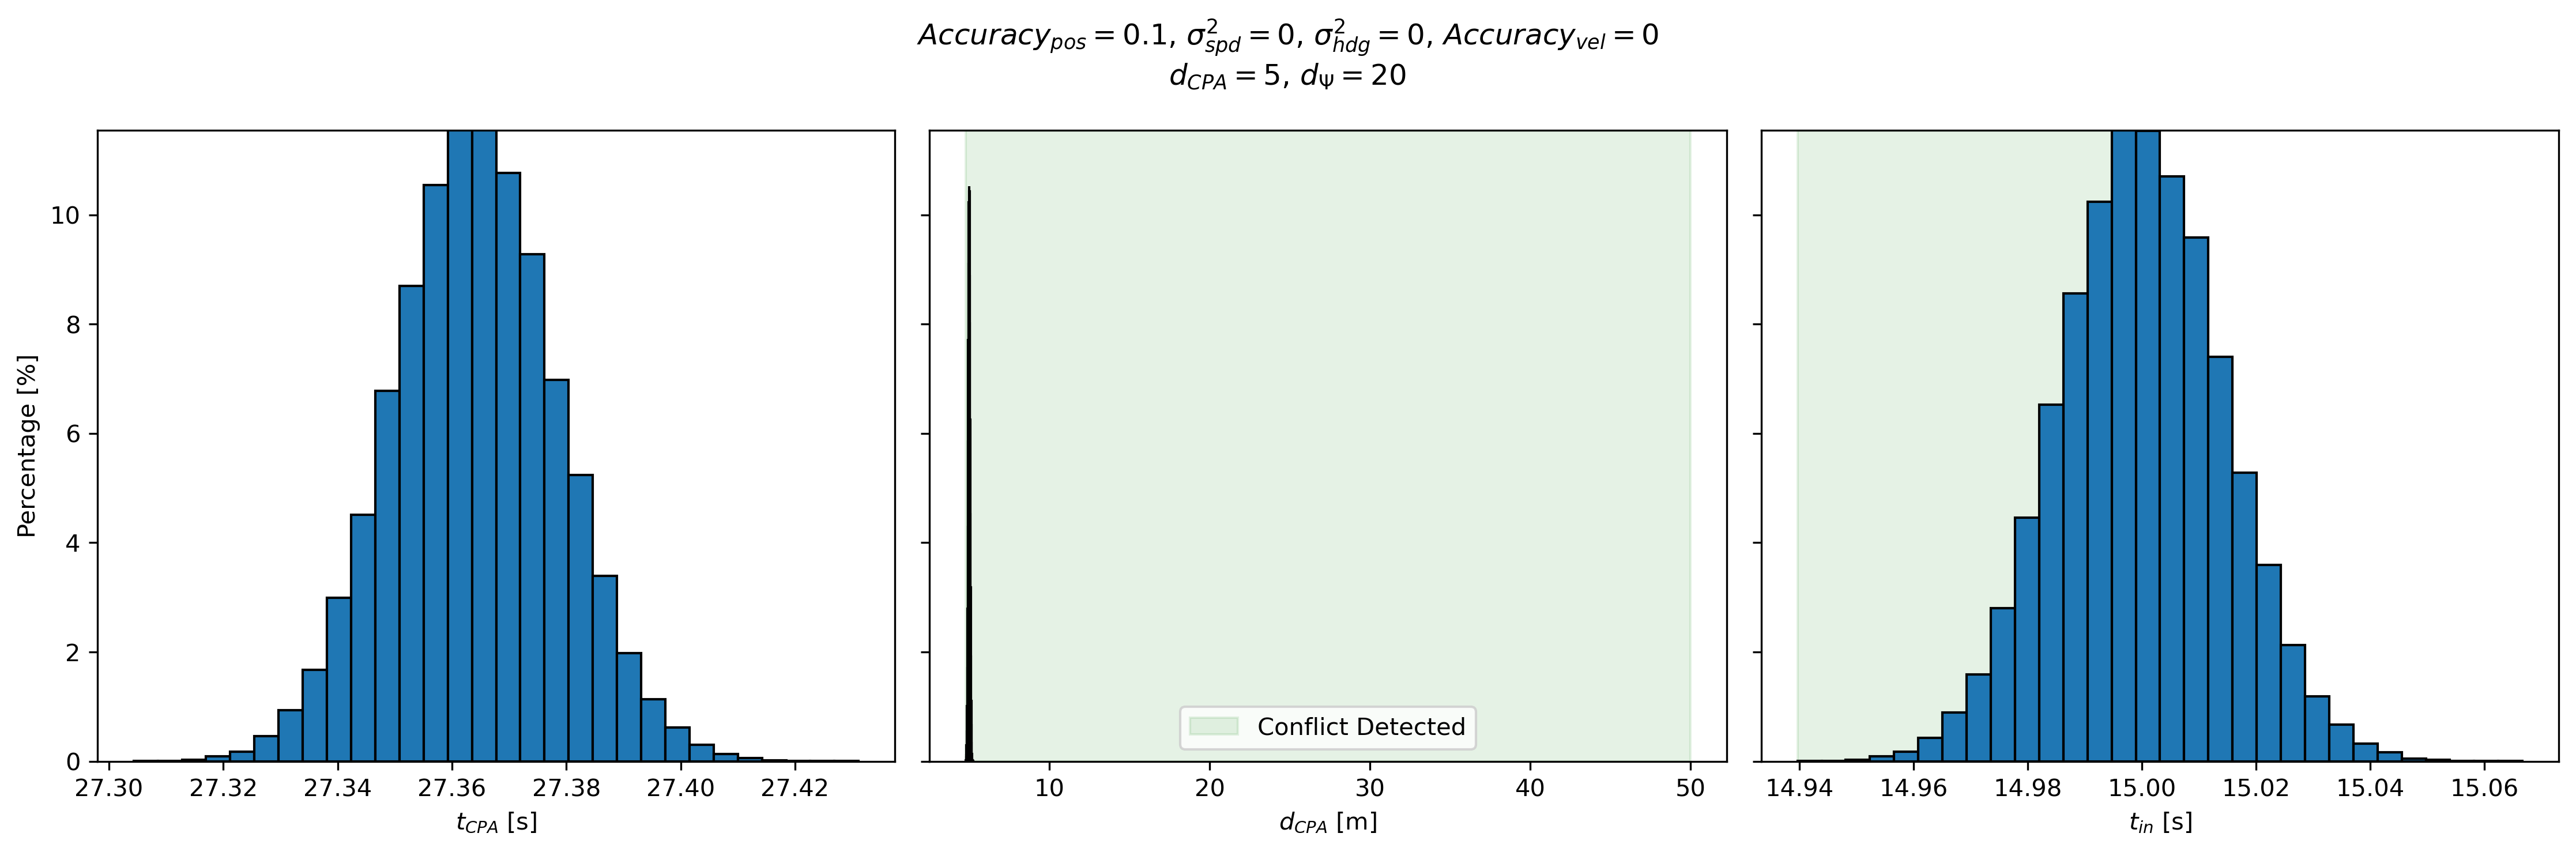 Accuracy_pos = 0.1, σ²_spd = 0, σ²_hdg = 0, Accuracy_vel = 0
d_CPA = 5, d_Ψ = 20
Percentage [%]
10
8
6
4
2
0
27.30 27.32 27.34 27.36 27.38 27.40 27.42
t_CPA [s]
Conflict Detected
10 20 30 40 50
d_CPA [m]
14.94 14.96 14.98 15.00 15.02 15.04 15.06
t_in [s]